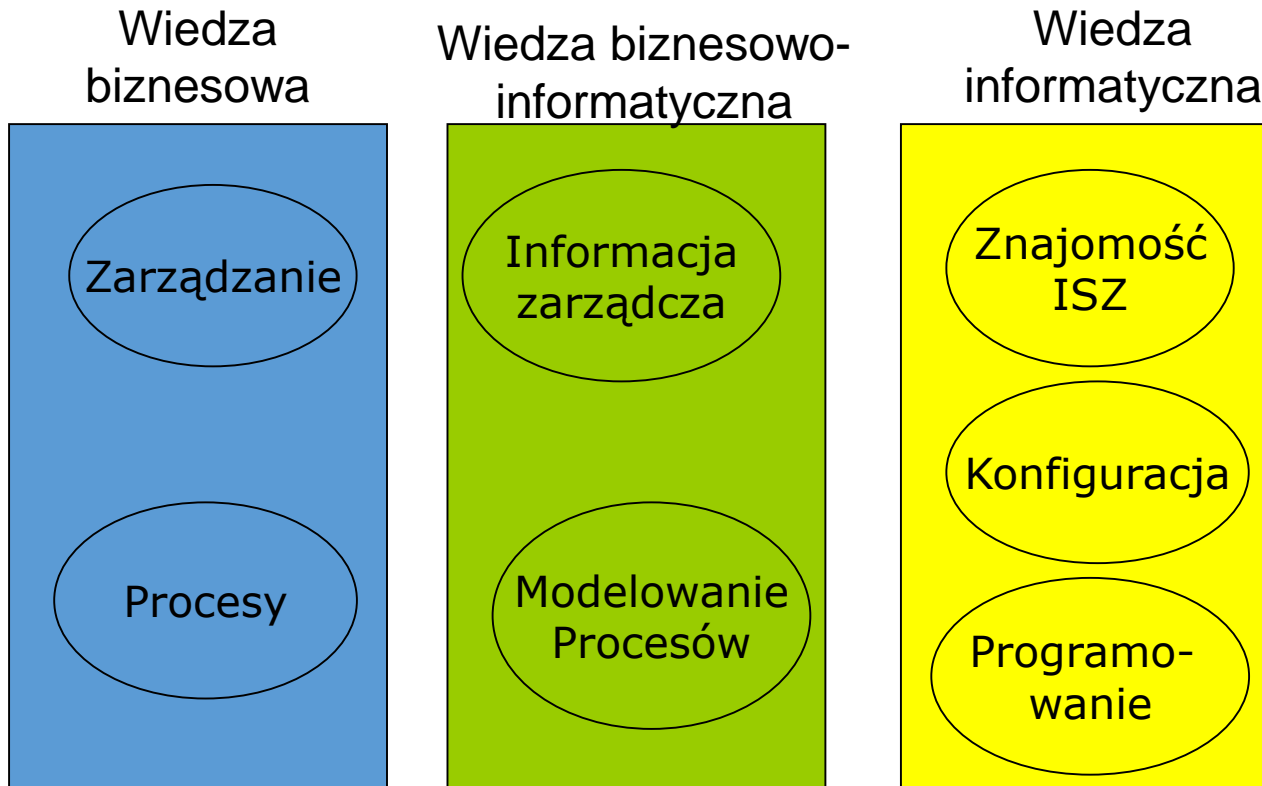 Wiedza
biznesowa
Zarządzanie
Procesy
Wiedza biznesowo-
informatyczna
Informacja
zarządcza
Modelowanie
Procesów
Wiedza
informatyczna
Znajomość
ISZ
Konfiguracja
Programo-
wanie